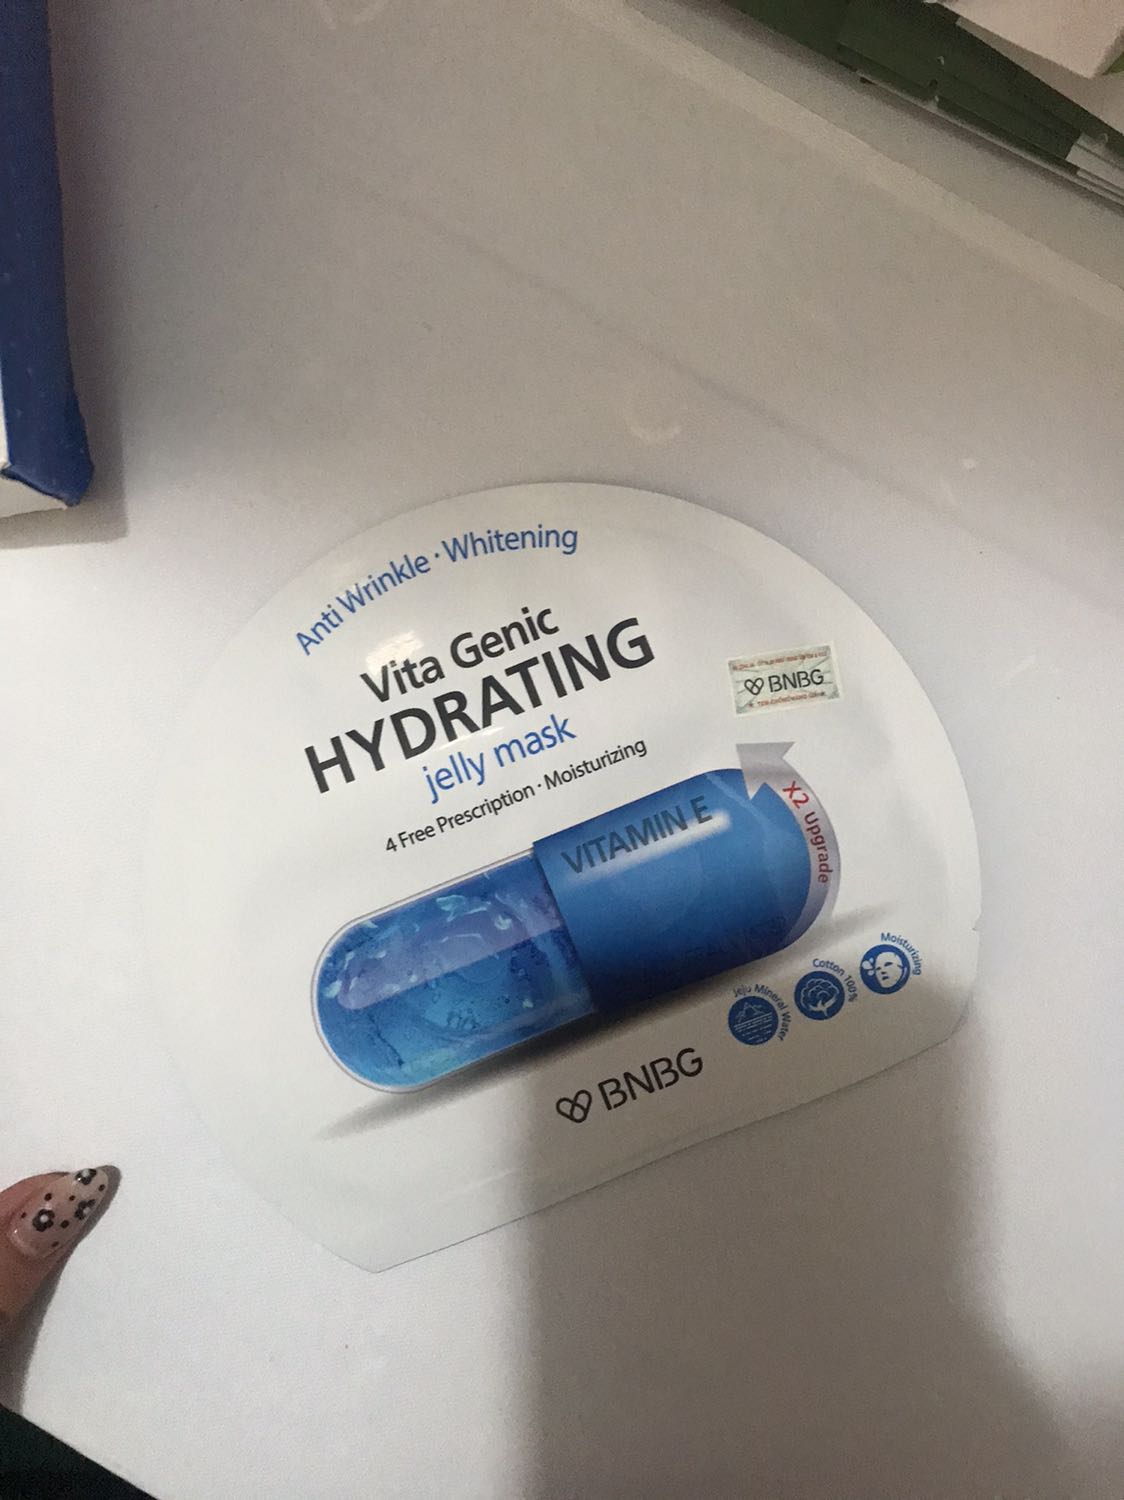 Anti Wrinkle · Whitening
Vita Genic
HYDRATING
jelly mask
4 Free Prescription · Moisturizing
BNBG
VITAMIN E
X2 Upgrade
Jeju Mineral Water
Cotton 100%
Moisturizing
BNBG